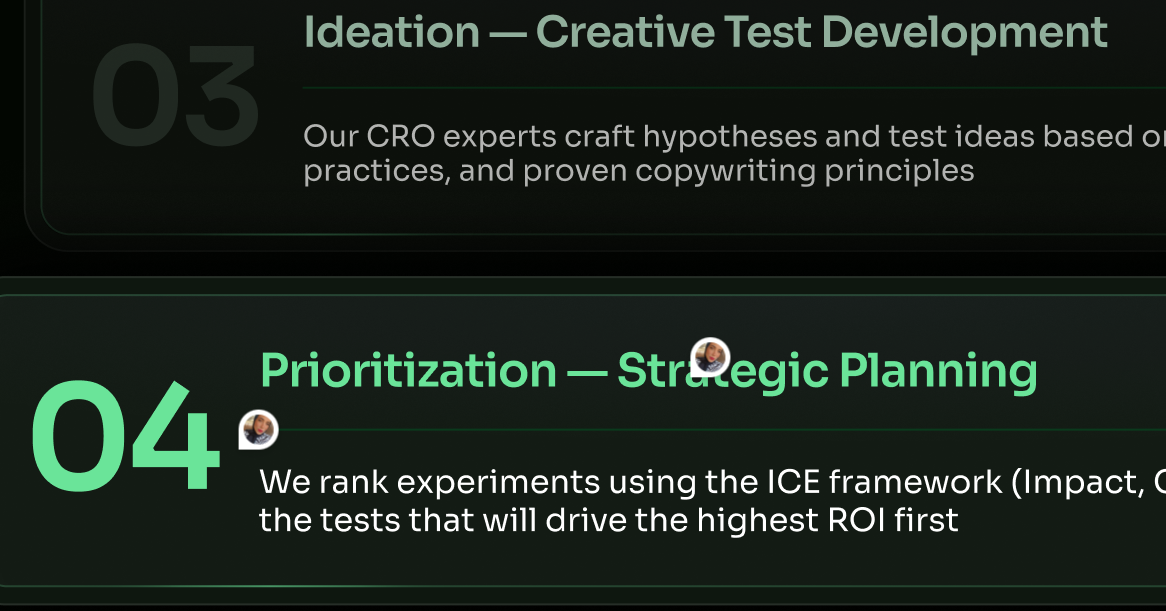 03
Ideation — Creative Test Development
Our CRO experts craft hypotheses and test ideas based
practices, and proven copywriting principles
04
Prioritization — Strategic Planning
We rank experiments using the ICE framework (Impact,
the tests that will drive the highest ROI first